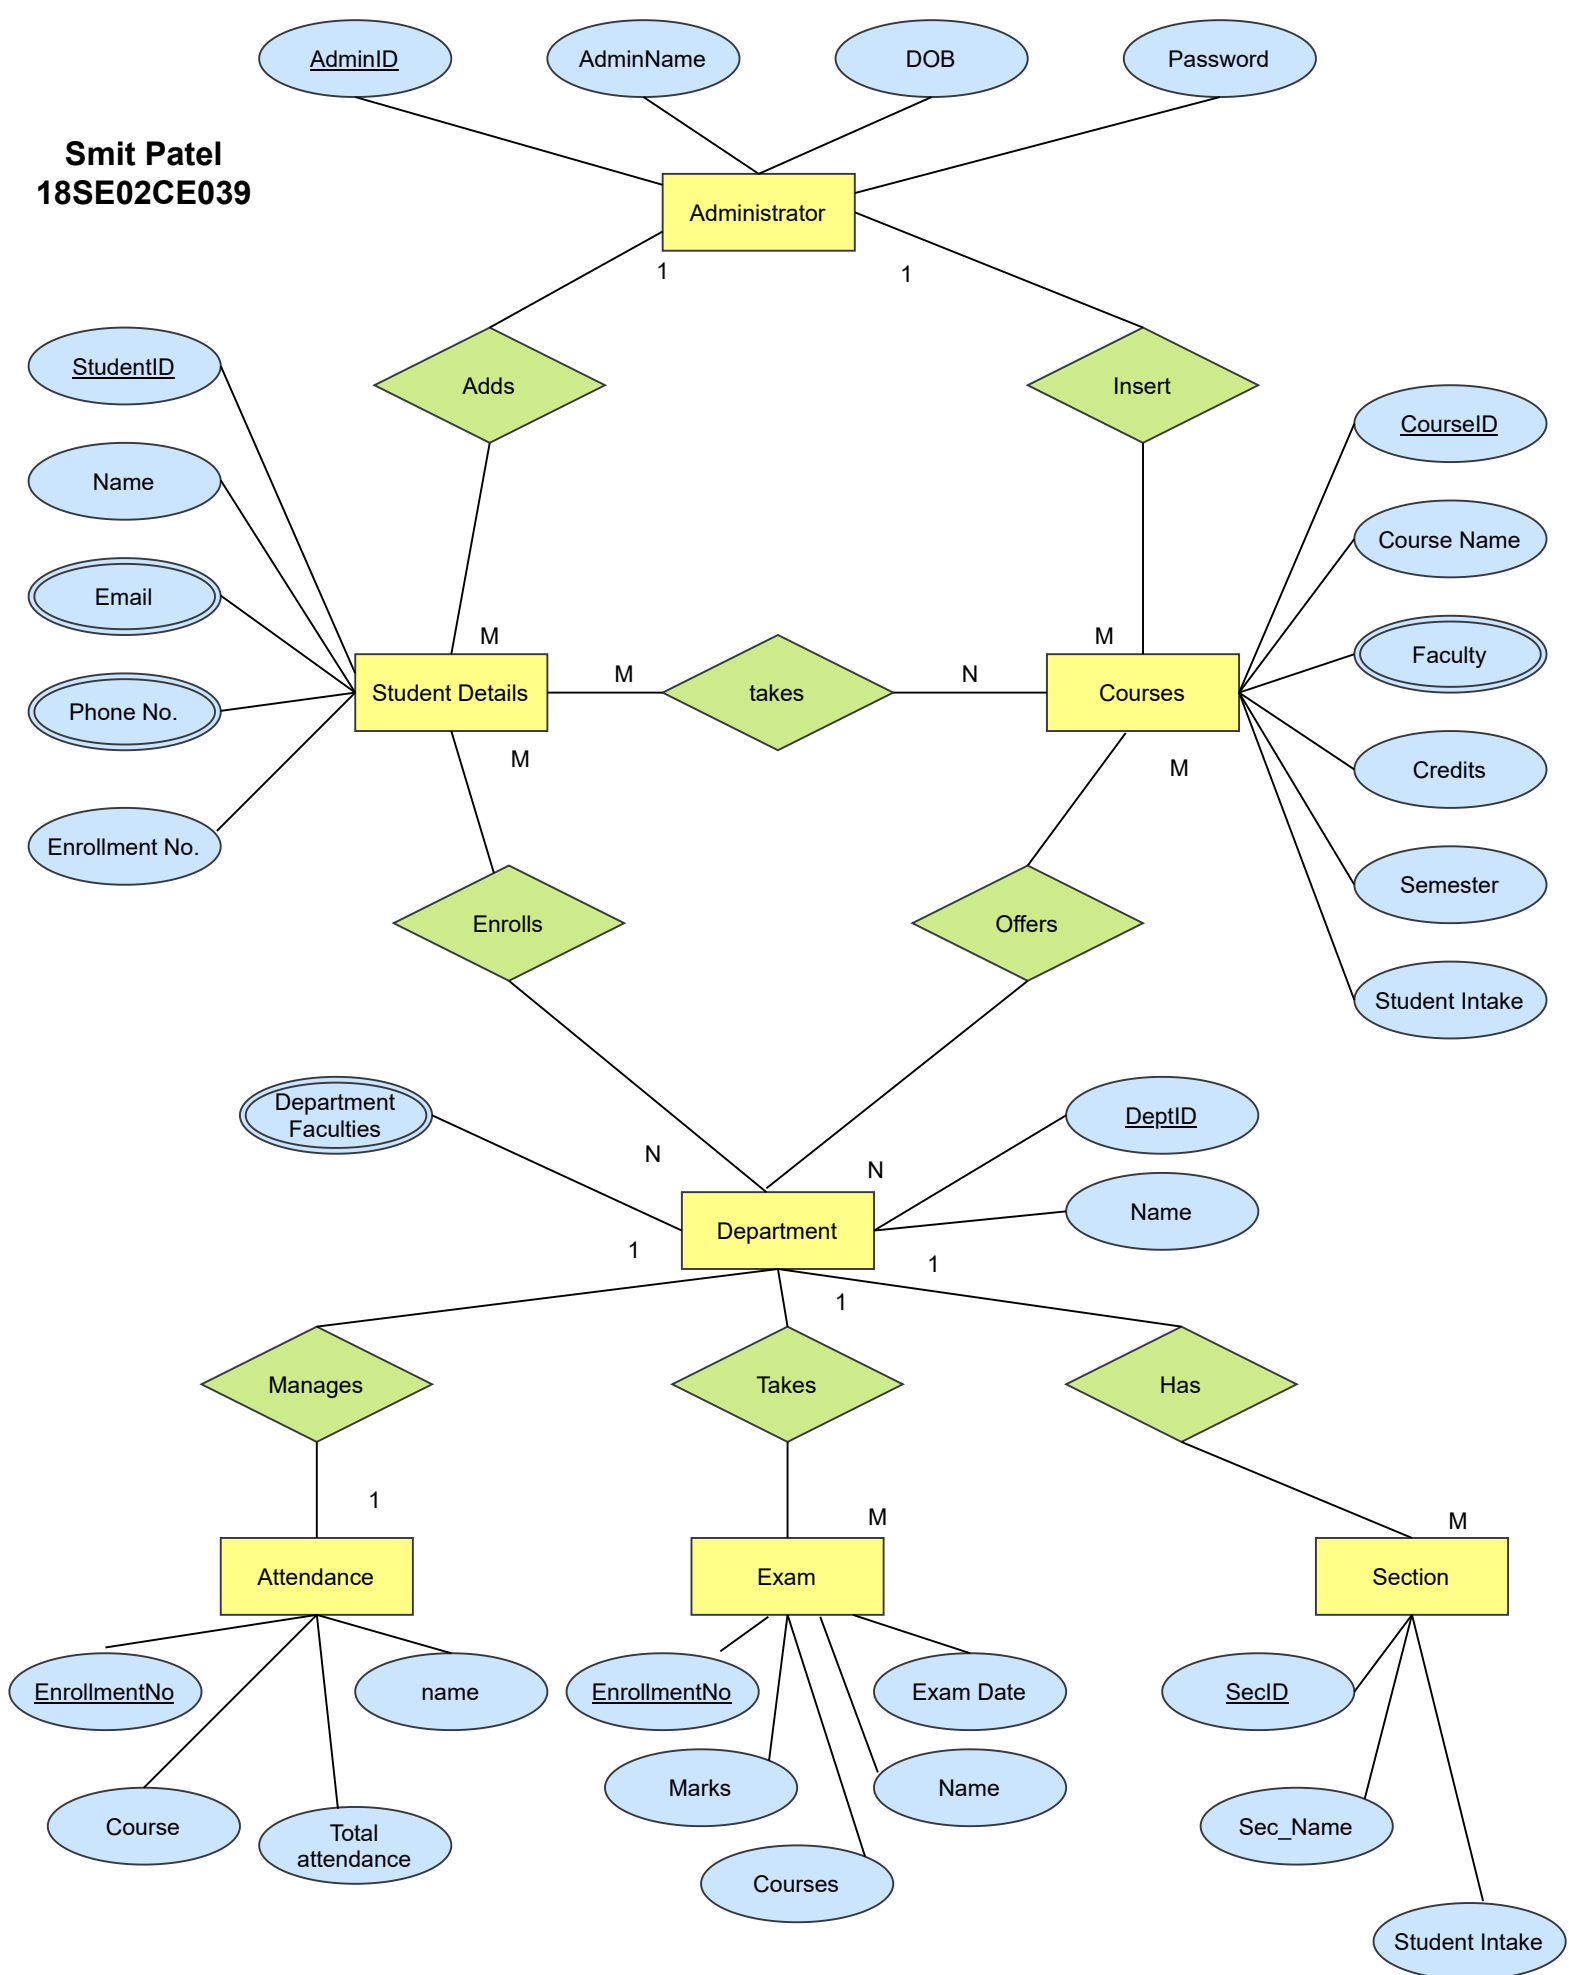 AdminID
AdminName
DOB
Password
Smit Patel
18SE02CE039
Administrator
1
1
StudentID
Adds
Insert
CourseID
Name
Course Name
Email
M
M
Faculty
Phone No.
Student Details
M
takes
N
Courses
M
M
Credits
Enrollment No.
Semester
Enrolls
Offers
Student Intake
Department
Faculties
DeptID
N
N
Name
Department
1
1
1
Manages
Takes
Has
1
M
M
Attendance
Exam
Section
EnrollmentNo
name
EnrollmentNo
Exam Date
SecID
Marks
Name
Course
Total
attendance
Sec_Name
Courses
Student Intake